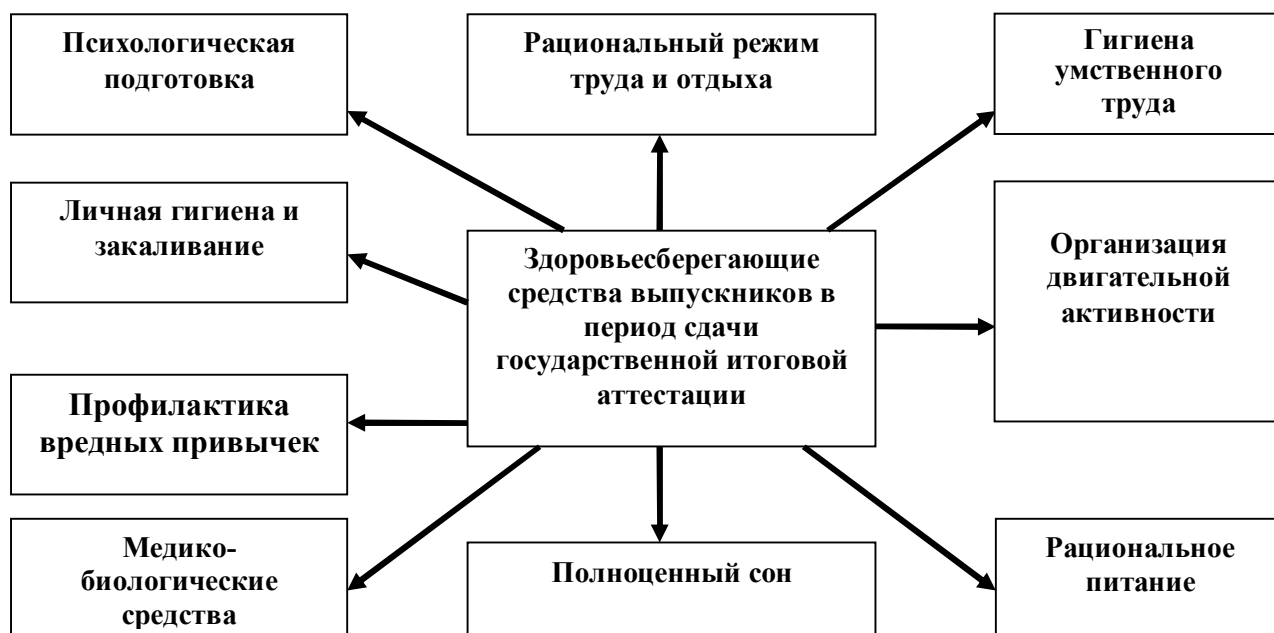 Психологическая
подготовка
Рациональный режим
труда и отдыха
Гигиена
умственного
труда
Личная гигиена и
закаливание
Здоровьесберегающие
средства выпускников в
период сдачи
государственной итоговой
аттестации
Организация
двигательной
активности
Профилактика
вредных привычек
Медико-
биологические
средства
Полноценный сон
Рациональное
питание